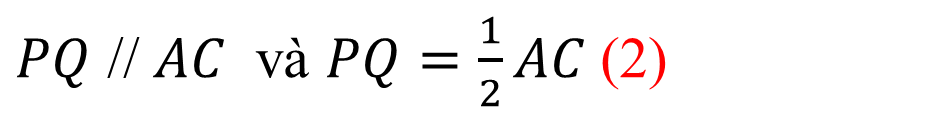 PQ // AC và PQ = 1/2 AC (2)